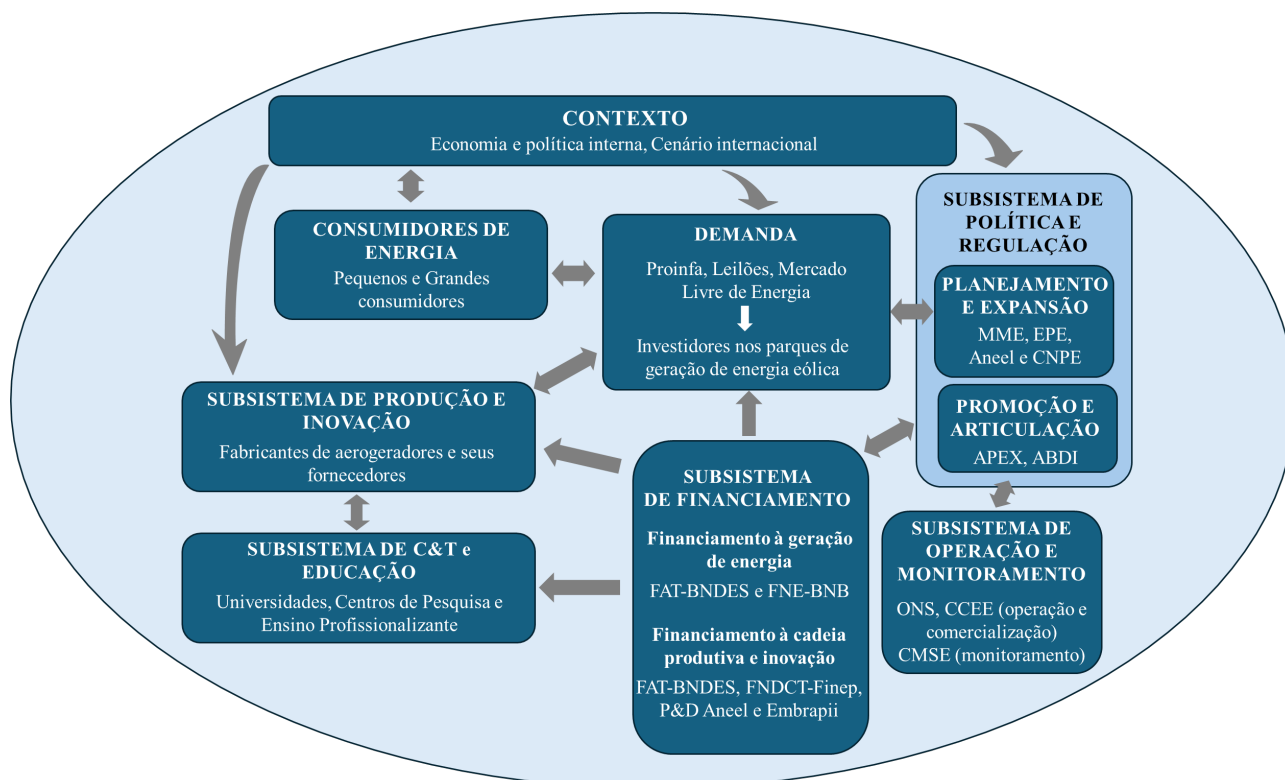 CONTEXTO
Economia e política interna, Cenário internacional
CONSUMIDORES DE
ENERGIA
Pequenos e Grandes
consumidores
DEMANDA
Proinfa, Leilões, Mercado
Livre de Energia
Investidores nos parques de
geração de energia eólica
SUBSISTEMA DE
POLÍTICA E
REGULAÇÃO
PLANEJAMENTO
E EXPANSÃO
MME, EPE,
Aneel e CNPE
PROMOÇÃO E
ARTICULAÇÃO
APEX, ABDI
SUBSISTEMA DE PRODUÇÃO E
INOVAÇÃO
Fabricantes de aerogeradores e seus
fornecedores
SUBSISTEMA DE C&T e
EDUCAÇÃO
Universidades, Centros de Pesquisa e
Ensino Profissionalizante
SUBSISTEMA
DE FINANCIAMENTO
Financiamento à geração
de energia
FAT-BNDES e FNE-BNB
Financiamento à cadeia
produtiva e inovação
FAT-BNDES, FNDCT-Finep,
P&D Aneel e Embrapii
SUBSISTEMA DE
OPERAÇÃO E
MONITORAMENTO
ONS, CCEE (operação e
comercialização)
CMSE (monitoramento)